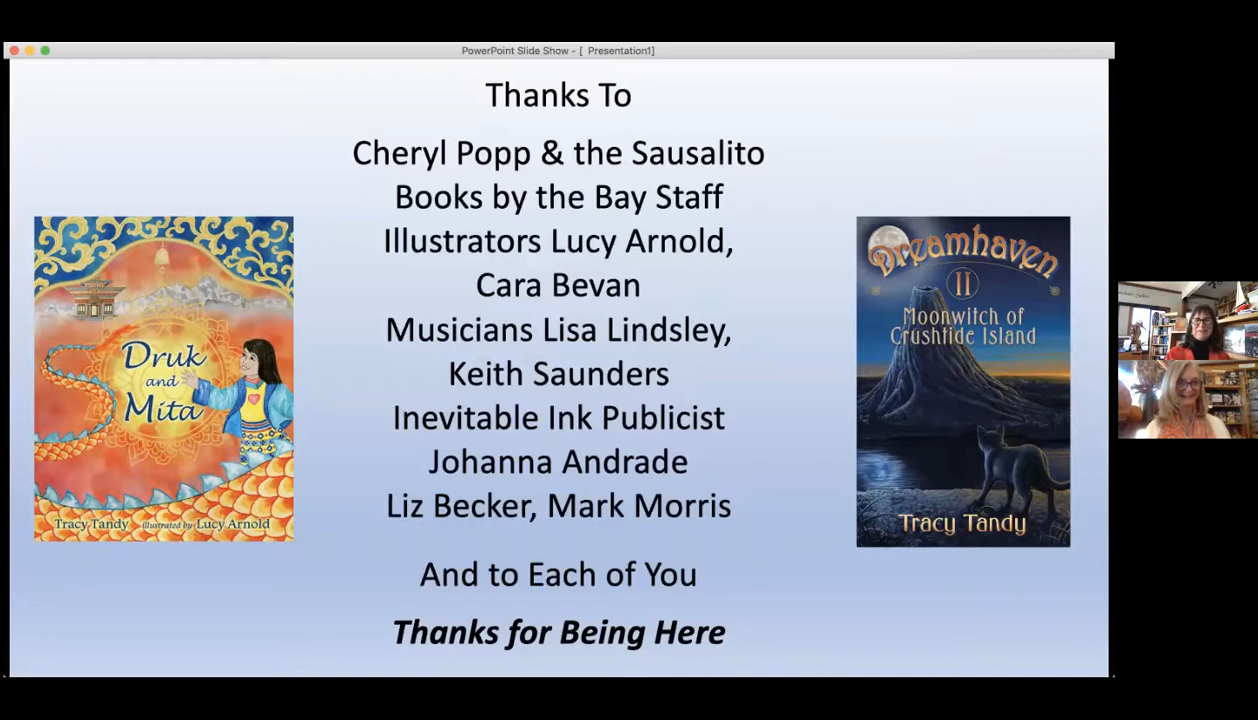 PowerPoint Slide Show - [ Presentation1]
Thanks To
Cheryl Popp & the Sausalito
Books by the Bay Staff
Illustrators Lucy Arnold,
Cara Bevan
Musicians Lisa Lindsley,
Keith Saunders
Inevitable Ink Publicist
Johanna Andrade
Liz Becker, Mark Morris
And to Each of You
Thanks for Being Here
Druk
and
Mita
Tracy Tandy illustrated by Lucy Arnold
Dreamhaven
II
Moonwitch of
Crushtide Island
Tracy Tandy